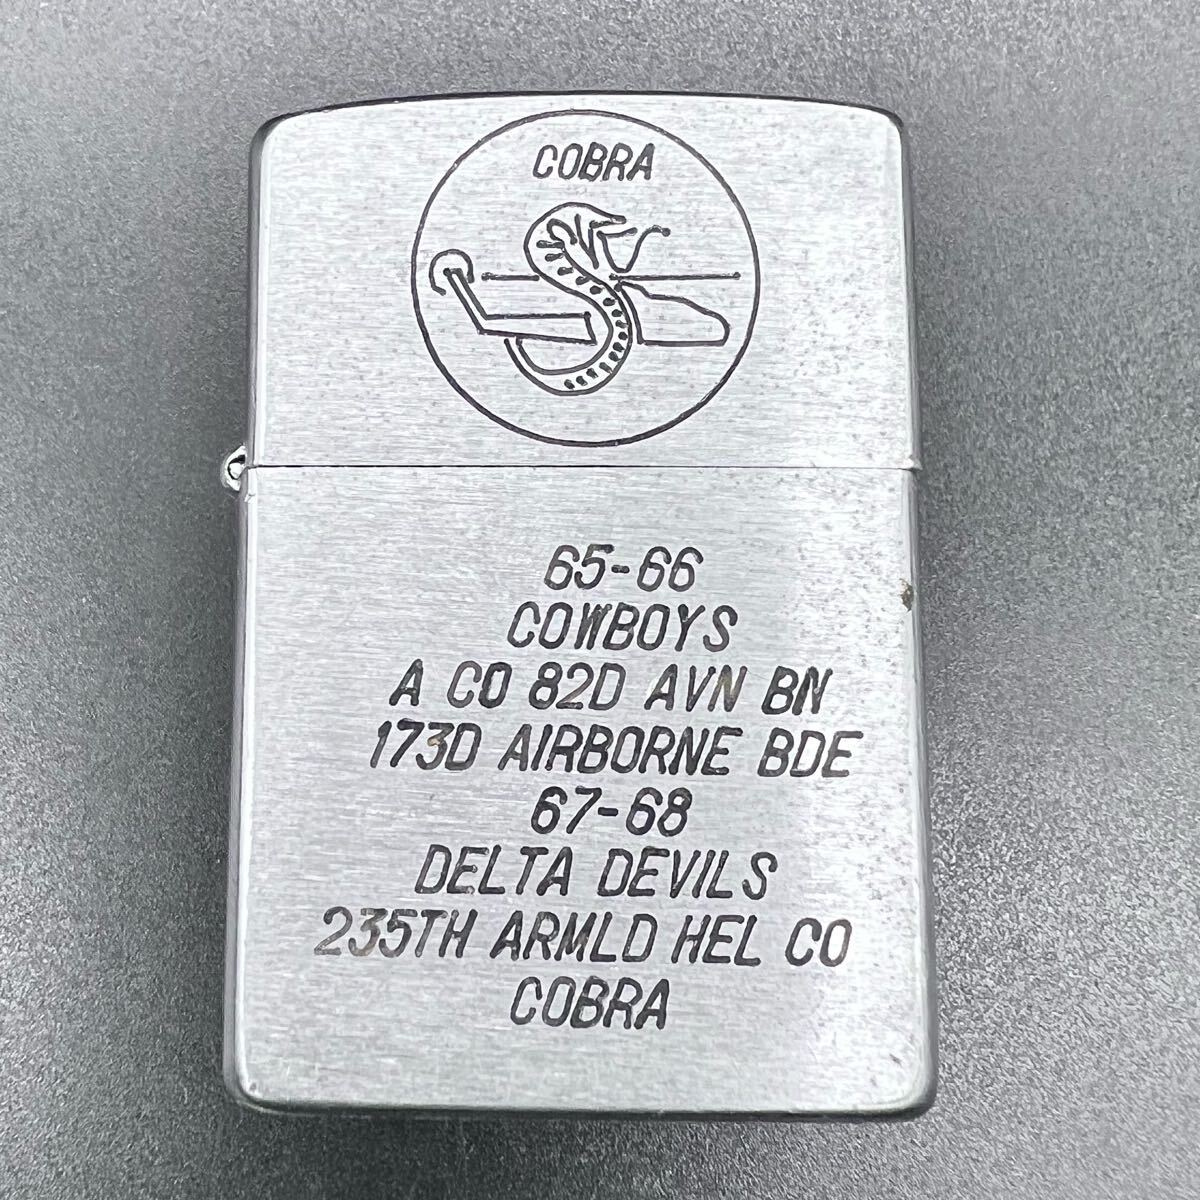 COBRA
65-66
COWBOYS
A CO 82D AVN BN
173D AIRBORNE BDE
67-68
DELTA DEVILS
235TH ARMLD HEL CO
COBRA